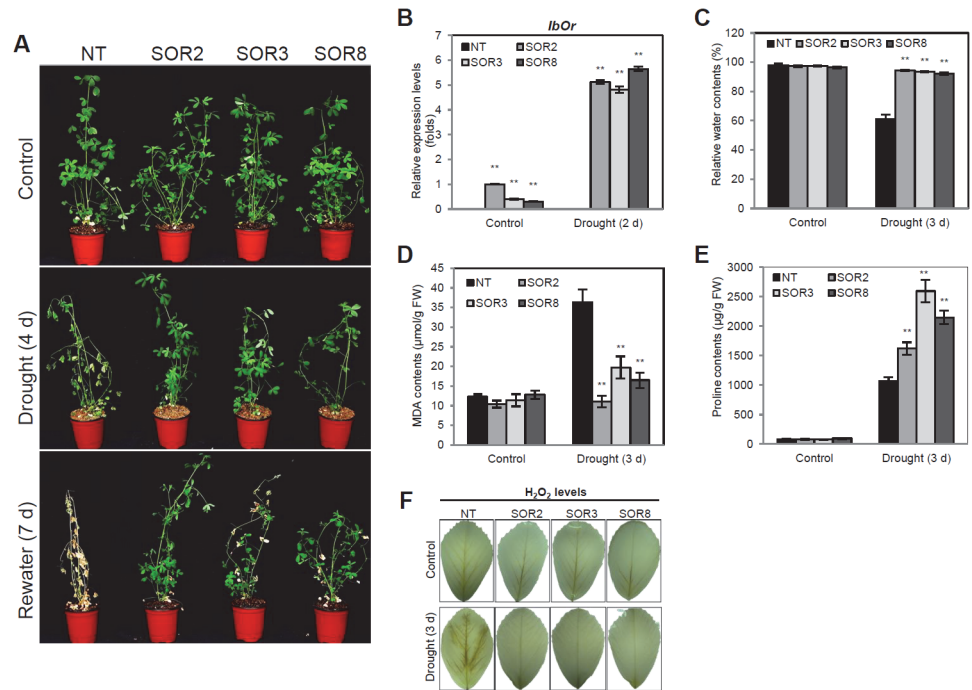 A
NT SOR2 SOR3 SOR8
Control
Drought (4 d)
Rewater (7 d)
B
IbOr
NT SOR2
SOR3 SOR8
Relative expression levels
(folds)
7
6
5
4
3
2
1
0
** ** **
** ** **
Control Drought (2 d)
C
NT SOR2 SOR3 SOR8
Relative water contents (%)
120
100
80
60
40
20
0
** ** **
Control Drought (3 d)
D
NT SOR2
SOR3 SOR8
MDA contents (µmol/g FW)
45
40
35
30
25
20
15
10
5
0
** ** **
Control Drought (3 d)
E
NT SOR2
SOR3 SOR8
Proline contents (µg/g FW)
3000
2500
2000
1500
1000
500
0
** ** **
Control Drought (3 d)
F
H₂O₂ levels
NT SOR2 SOR3 SOR8
Control
Drought (3 d)